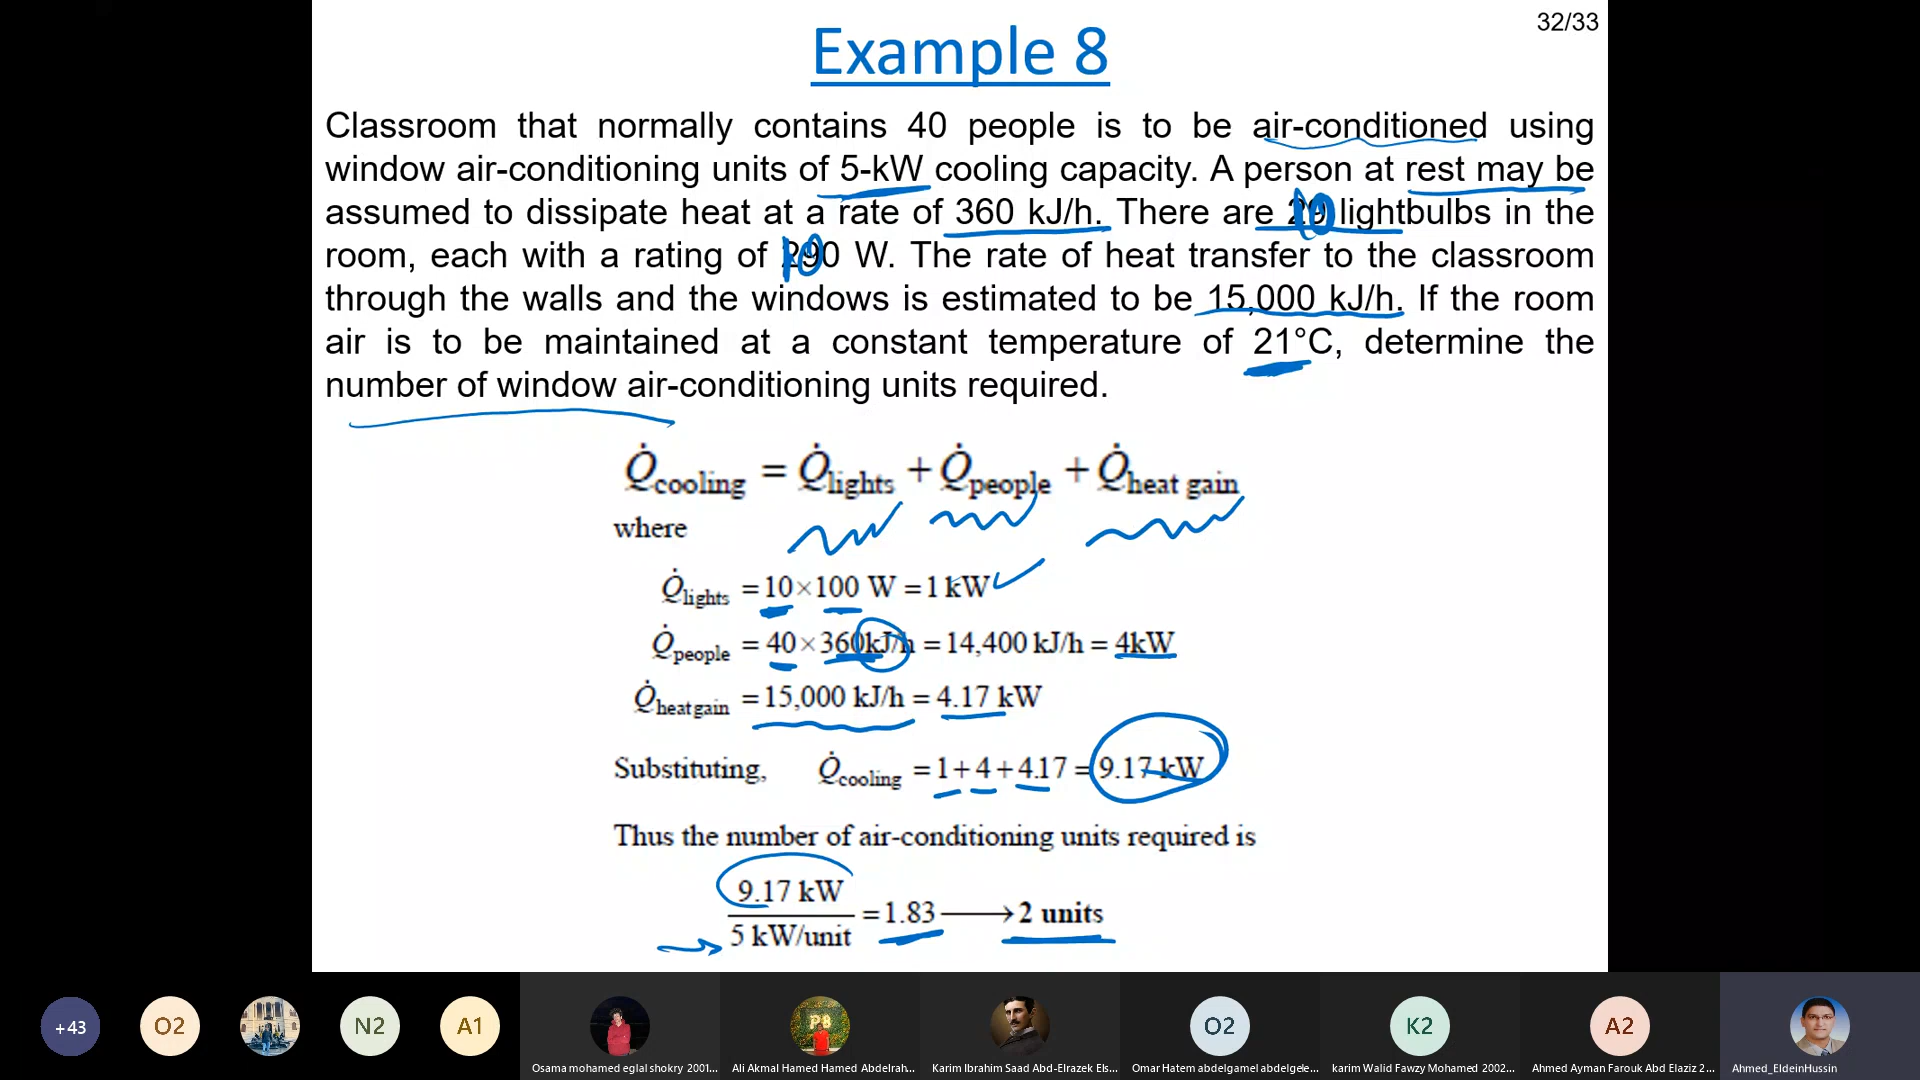 32/33
Example 8
Classroom that normally contains 40 people is to be air-conditioned using
window air-conditioning units of 5-kW cooling capacity. A person at rest may be
assumed to dissipate heat at a rate of 360 kJ/h. There are 10 lightbulbs in the
room, each with a rating of 100 W. The rate of heat transfer to the classroom
through the walls and the windows is estimated to be 15,000 kJ/h. If the room
air is to be maintained at a constant temperature of 21°C, determine the
number of window air-conditioning units required.
Q̇cooling = Q̇lights + Q̇people + Q̇heat gain
where
Q̇lights = 10×100 W = 1 kW
Q̇people = 40×360kJ/h = 14,400 kJ/h = 4kW
Q̇heat gain = 15,000 kJ/h = 4.17 kW
Substituting, Q̇cooling = 1+4+4.17 = 9.17 kW
Thus the number of air-conditioning units required is
9.17 kW
5 kW/unit
= 1.83 → 2 units
+43
O2
N2
A1
PB
O2
K2
A2
Osama mohamed eglal shokry 2001...
Ali Akmal Hamed Hamed Abdelrah...
Karim Ibrahim Saad Abd-Elrazek Els...
Omar Hatem abdelgamel abdelgele...
karim Walid Fawzy Mohamed 2002...
Ahmed Ayman Farouk Abd Elaziz 2...
Ahmed_EldeinHussin